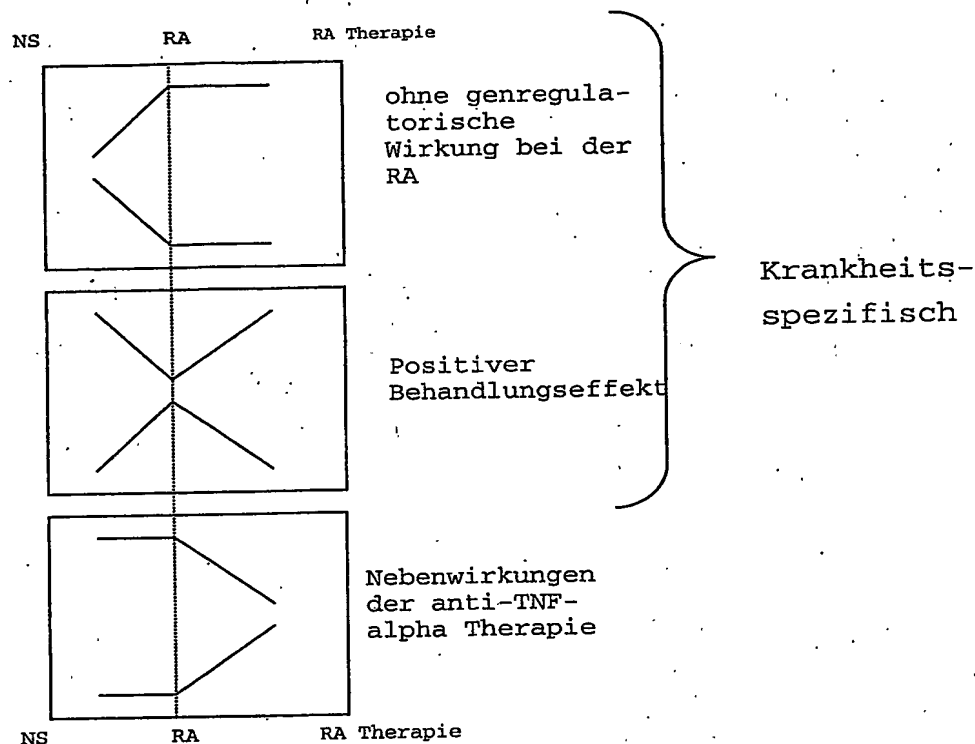 NS RA RA Therapie
ohne genregula-
torische
Wirkung bei der
RA
Krankheits-
spezifisch
Positiver
Behandlungseffekt
Nebenwirkungen
der anti-TNF-
alpha Therapie
NS RA RA Therapie